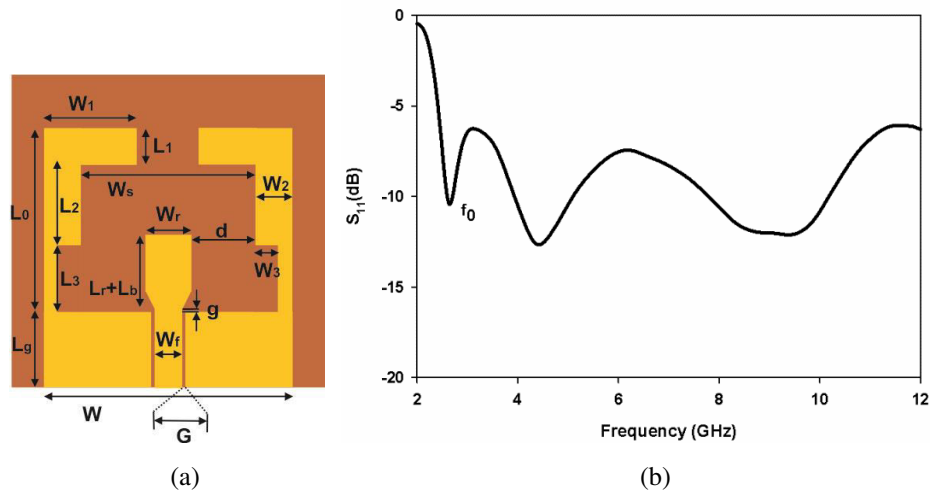 W1
L1
Ws
W2
L0
L2
Wr
d
W3
L3
Lr+Lb
g
Wf
Lg
W
G
(a)
0
-5
-10
-15
-20
S11(dB)
f0
2 4 6 8 10 12
Frequency (GHz)
(b)